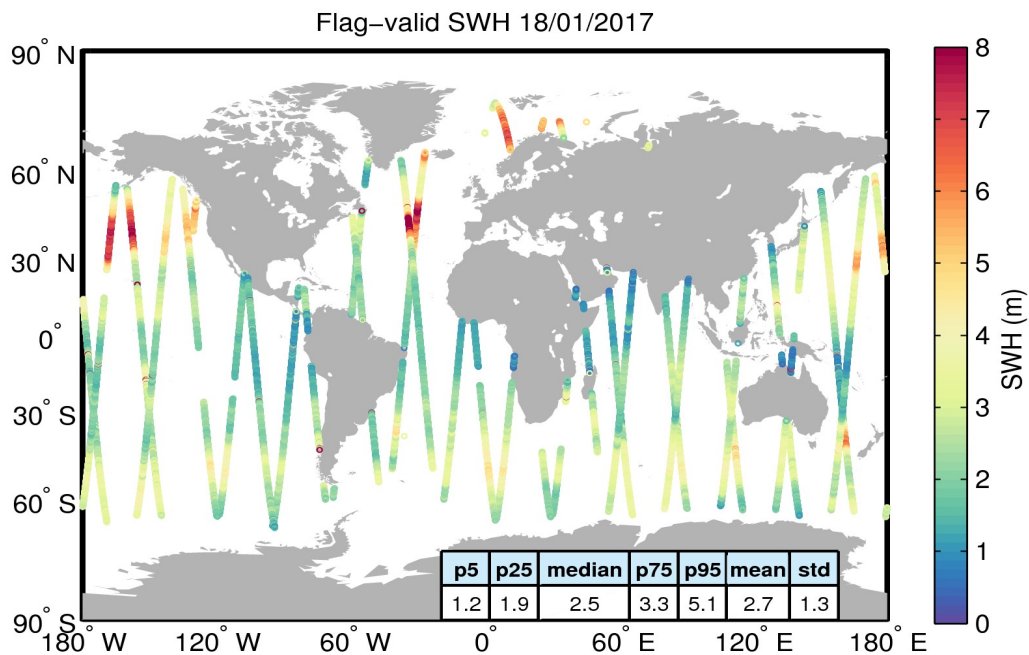 Flag−valid SWH 18/01/2017
90° N
60° N
30° N
0°
30° S
60° S
90° S
180° W
120° W
60° W
0°
60° E
120° E
180° E
p5 p25 median p75 p95 mean std
1.2 1.9 2.5 3.3 5.1 2.7 1.3
8
7
6
5
4
3
2
1
0
SWH (m)